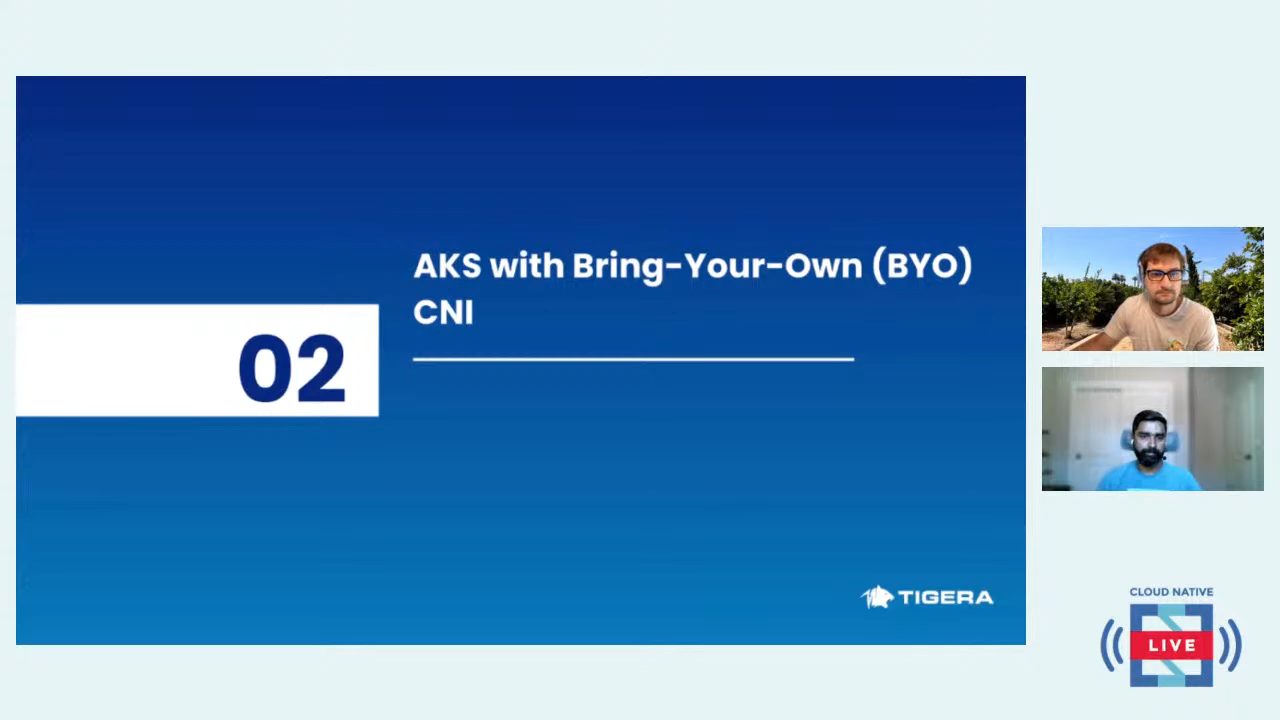 AKS with Bring-Your-Own (BYO)
CNI
02
TIGERA
CLOUD NATIVE
LIVE